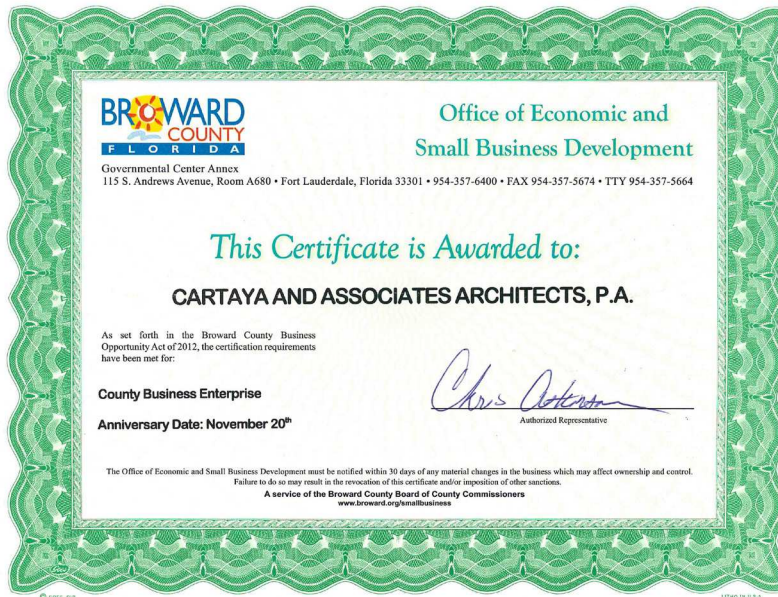 BROWARD
COUNTY
FLORIDA
Office of Economic and
Small Business Development
Governmental Center Annex
115 S. Andrews Avenue, Room A680 • Fort Lauderdale, Florida 33301 • 954-357-6400 • FAX 954-357-5674 • TTY 954-357-5664
This Certificate is Awarded to:
CARTAYA AND ASSOCIATES ARCHITECTS, P.A.
As set forth in the Broward County Business
Opportunity Act of 2012, the certification requirements
have been met for:
County Business Enterprise
Anniversary Date: November 20th
Chris
Authorized Representative
The Office of Economic and Small Business Development must be notified within 30 days of any material changes in the business which may affect ownership and control.
Failure to do so may result in the revocation of this certificate and/or imposition of other sanctions.
A service of the Broward County Board of County Commissioners
www.broward.org/smallbusiness